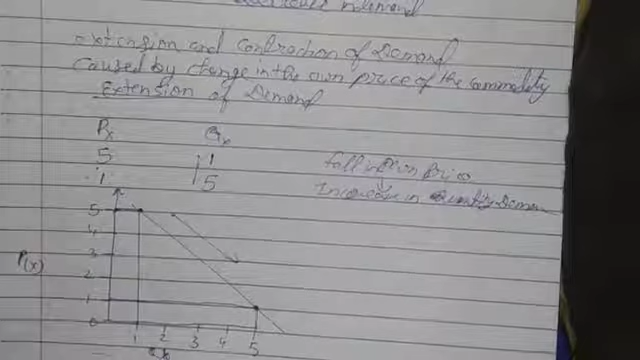 extension and contraction of Demand
Caused by change in the own price of the commodity
Extension of Demand
Px Qx
5 1
1 5
fall in own price
Increase in Quantity Deman
5
4
3
2
1
0
P(x)
1 2 3 4 5